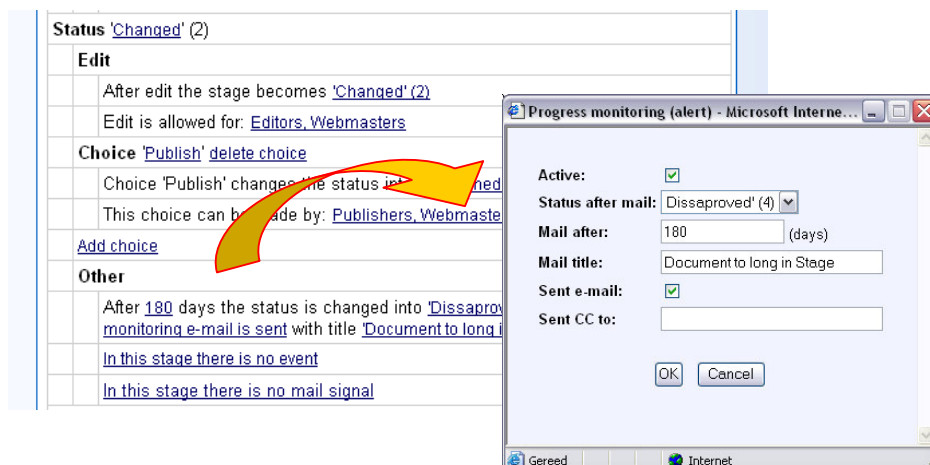 Status 'Changed' (2)
Edit
After edit the stage becomes 'Changed' (2)
Edit is allowed for: Editors, Webmasters
Choice 'Publish' delete choice
Choice 'Publish' changes the status into
This choice can be made by: Publishers, Webmaste
Add choice
Other
After 180 days the status is changed into 'Dissaprov
monitoring e-mail is sent with title 'Document to long i
In this stage there is no event
In this stage there is no mail signal
Progress monitoring (alert) - Microsoft Interne...
Active:
Status after mail: Dissaproved' (4)
Mail after: 180 (days)
Mail title: Document to long in Stage
Sent e-mail:
Sent CC to:
OK Cancel
Gereed Internet